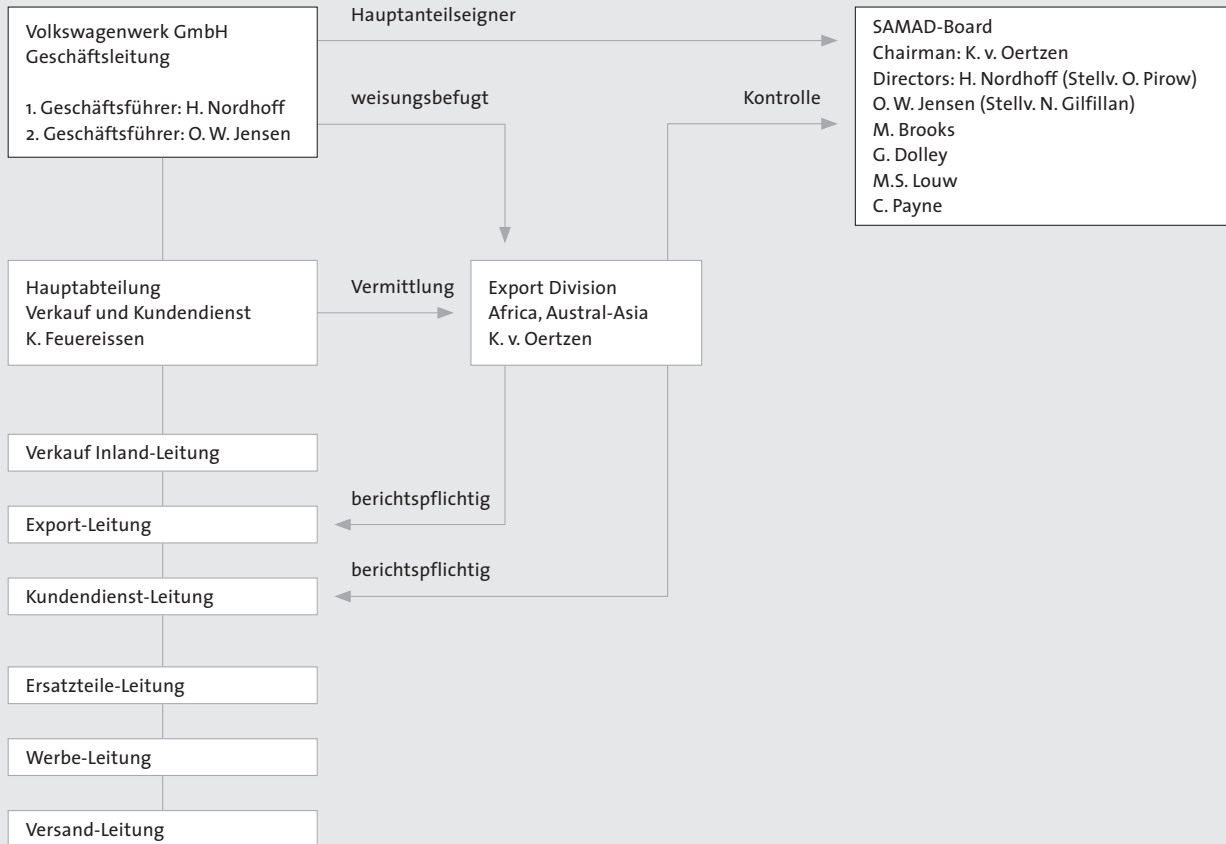 Volkswagenwerk GmbH
Geschäftsleitung
1. Geschäftsführer: H. Nordhoff
2. Geschäftsführer: O. W. Jensen
Hauptanteilseigner
weisungsbefugt
Kontrolle
SAMAD-Board
Chairman: K. v. Oertzen
Directors: H. Nordhoff (Stellv. O. Pirow)
O. W. Jensen (Stellv. N. Gilfillan)
M. Brooks
G. Dolley
M.S. Louw
C. Payne
Hauptabteilung
Verkauf und Kundendienst
K. Feuereissen
Vermittlung
Export Division
Africa, Austral-Asia
K. v. Oertzen
Verkauf Inland-Leitung
berichtspflichtig
Export-Leitung
berichtspflichtig
Kundendienst-Leitung
Ersatzteile-Leitung
Werbe-Leitung
Versand-Leitung